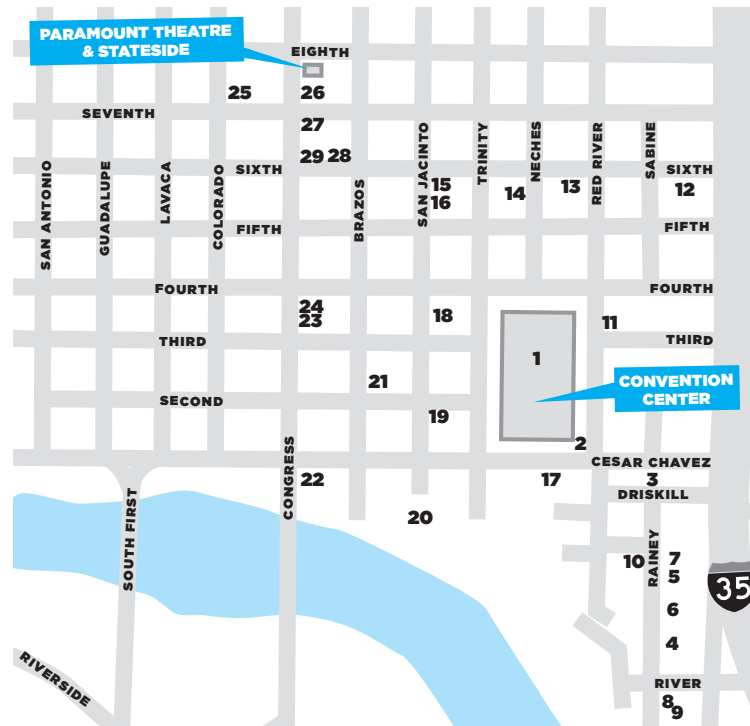 PARAMOUNT THEATRE
& STATESIDE
EIGHTH
25
26
SEVENTH
27
29
28
SIXTH
SIXTH
SAN ANTONIO
GUADALUPE
LAVACA
COLORADO
BRAZOS
SAN JACINTO
TRINITY
NECHES
RED RIVER
SABINE
15
16
14
13
12
FIFTH
FIFTH
FOURTH
FOURTH
24
23
18
11
THIRD
THIRD
1
21
CONVENTION
CENTER
SECOND
19
2
CONGRESS
CESAR CHAVEZ
22
17
3
DRISKILL
SOUTH FIRST
20
RAINEY
10
7
5
35
6
4
RIVERSIDE
RIVER
8
9